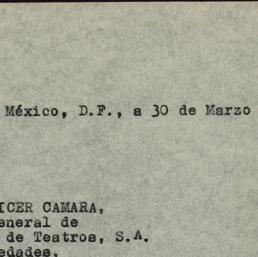 México, D.F., a 30 de Marzo
ICER CAMARA,
eneral de
de Teatros, S.A.
edades.